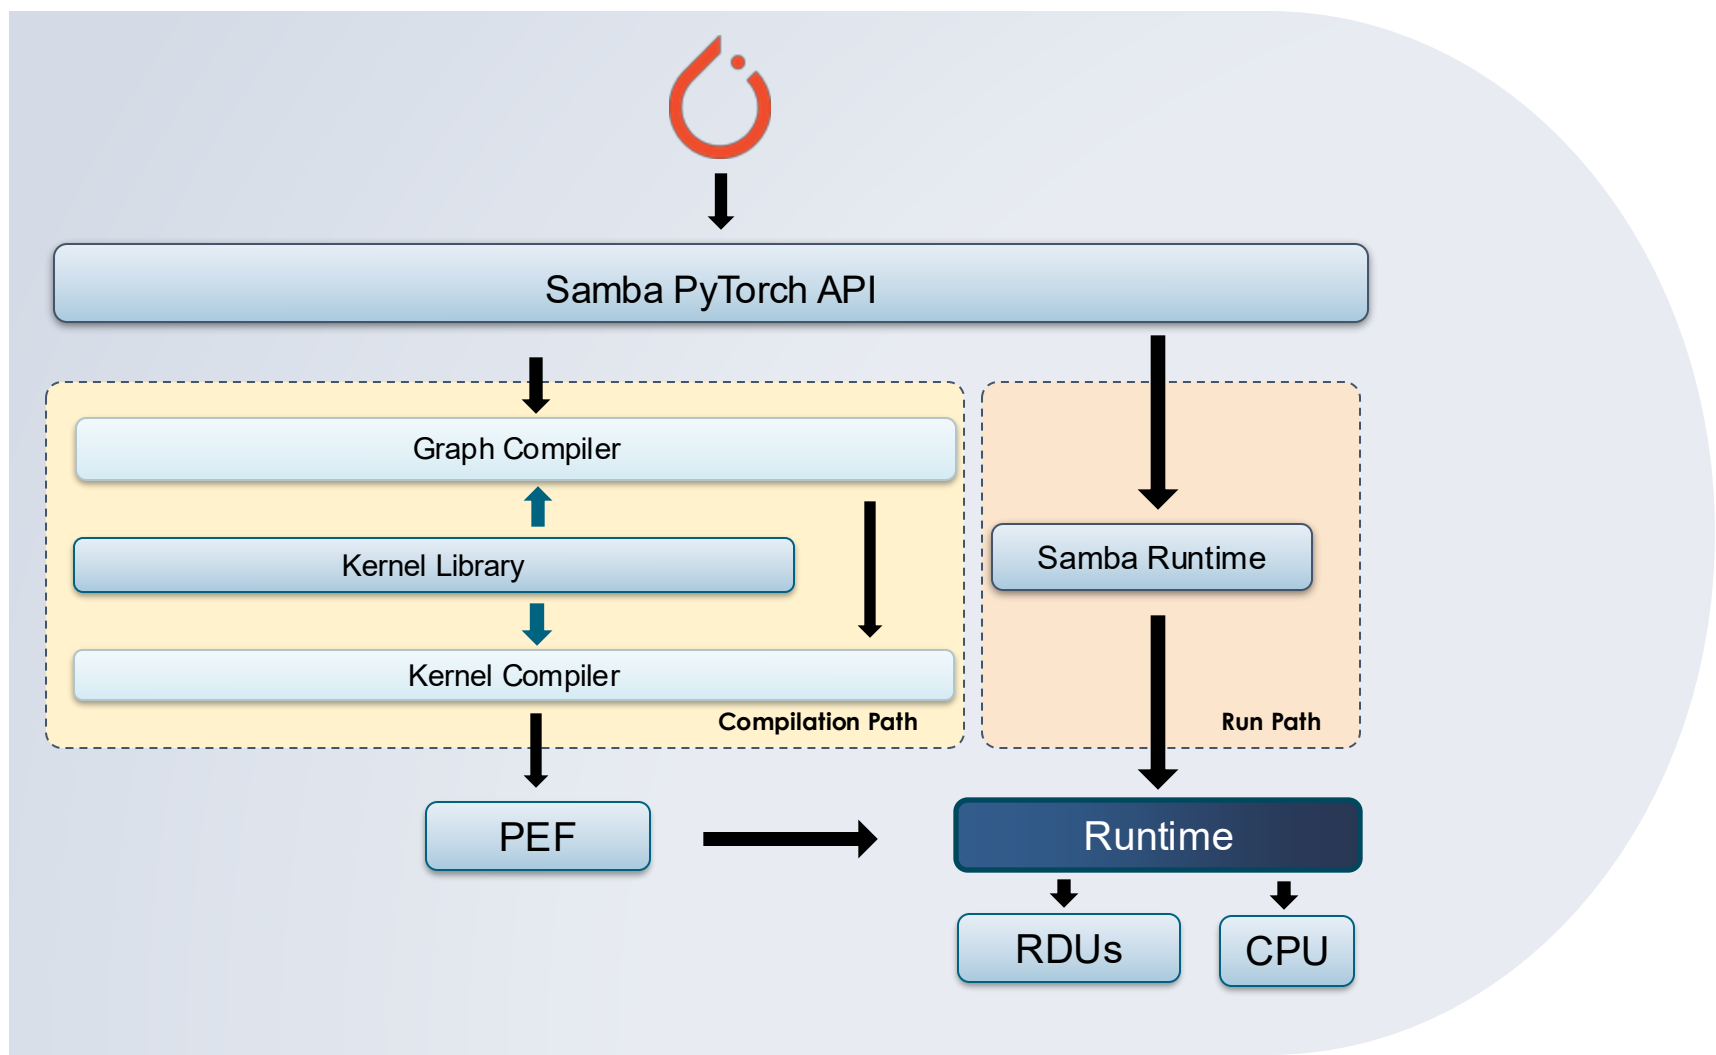 Samba PyTorch API
Graph Compiler
Kernel Library
Samba Runtime
Kernel Compiler
Compilation Path
Run Path
PEF
Runtime
RDUs
CPU